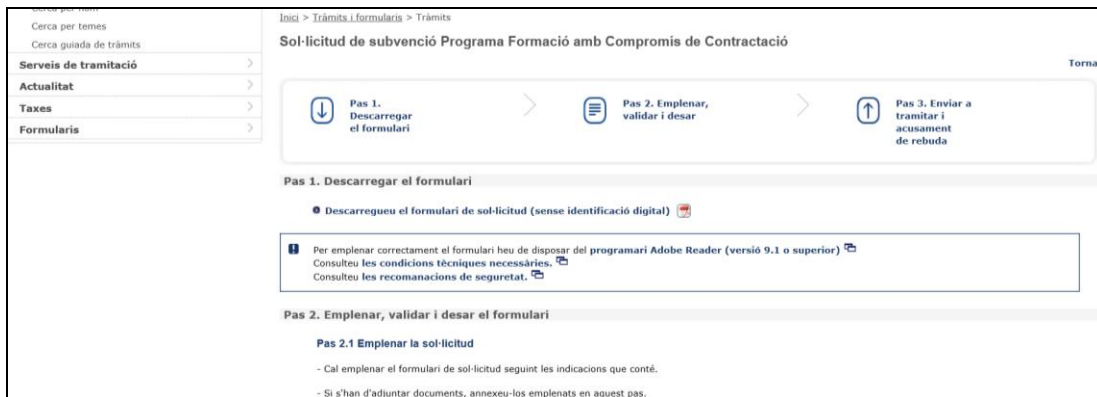 Cerca per nom
Cerca per temes
Cerca guiada de tràmits
Serveis de tramitació
Actualitat
Taxes
Formularis
Inici > Tràmits i formularis > Tràmits
Sol·licitud de subvenció Programa Formació amb Compromis de Contractació
Torna
Pas 1.
Descarregar
el formulari
Pas 2. Emplenar,
validar i desar
Pas 3. Enviar a
tramitar i
acusament
de rebuda
Pas 1. Descarregar el formulari
Descarregueu el formulari de sol·licitud (sense identificació digital)
Per emplenar correctament el formulari heu de disposar del programari Adobe Reader (versió 9.1 o superior)
Consulteu les condicions tècniques necessàries.
Consulteu les recomanacions de seguretat.
Pas 2. Emplenar, validar i desar el formulari
Pas 2.1 Emplenar la sol·licitud
- Cal emplenar el formulari de sol·licitud seguint les indicacions que conté.
- Si s'han d'adjuntar documents, annexeu-los emplenats en aquest pas.